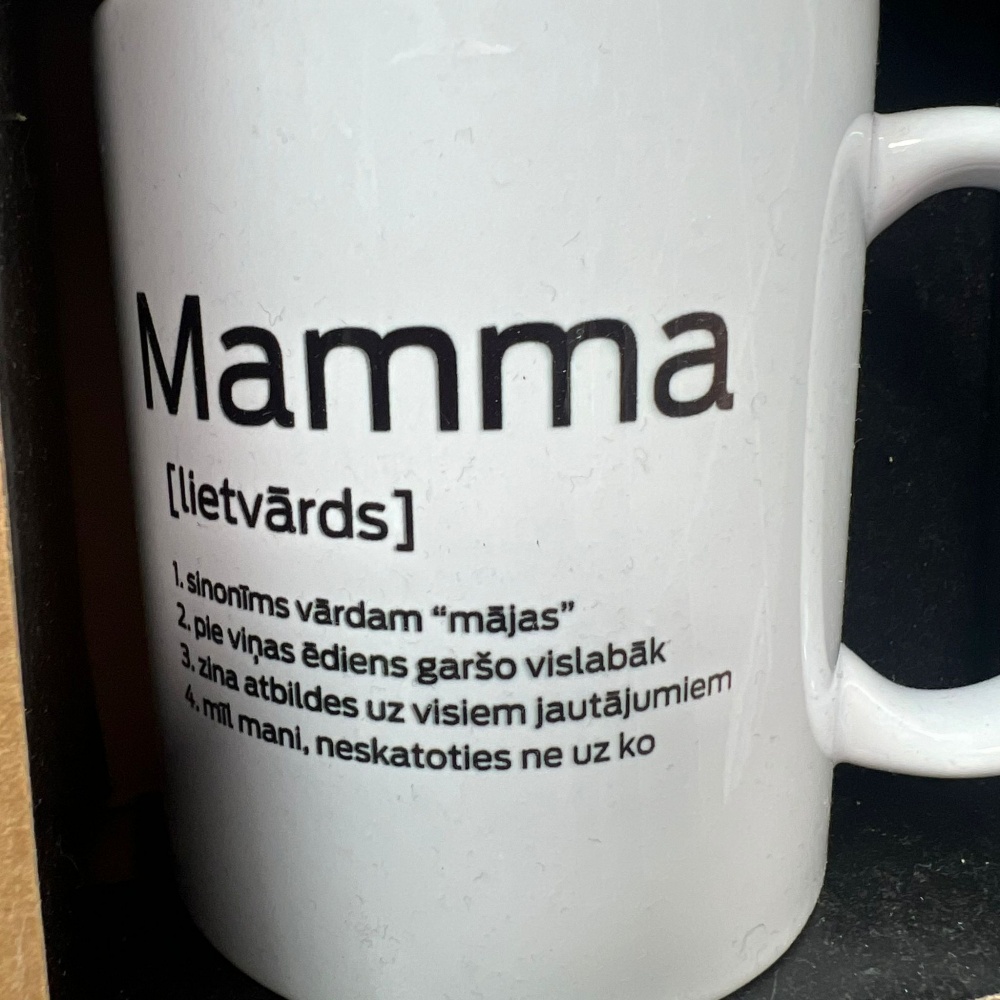 Mamma
[lietvārds]
1. sinonīms vārdam “mājas”
2. pie viņas ēdiens garšo vislabāk
3. zina atbildes uz visiem jautājumiem
4. mīl mani, neskatoties ne uz ko